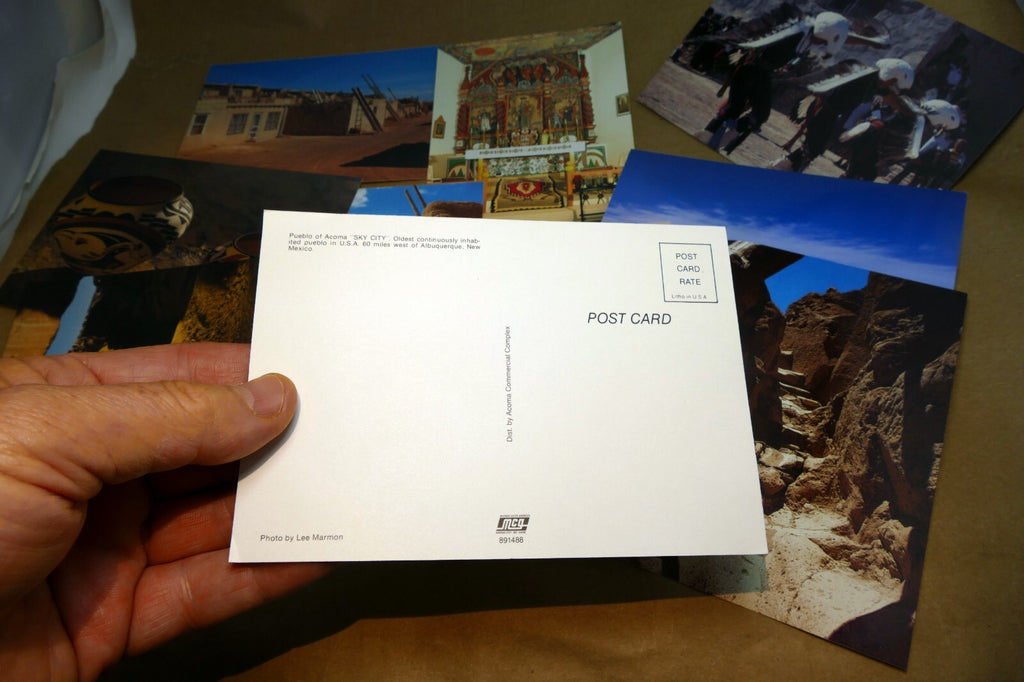 Pueblo of Acoma "SKY CITY". Oldest continuously inhab-
ited pueblo in U.S.A. 60 miles west of Albuquerque, New
Mexico.
POST
CARD
RATE
Litho in U.S.A.
POST CARD
Dist. by Acoma Commercial Complex
Photo by Lee Marmon
mcg
891488